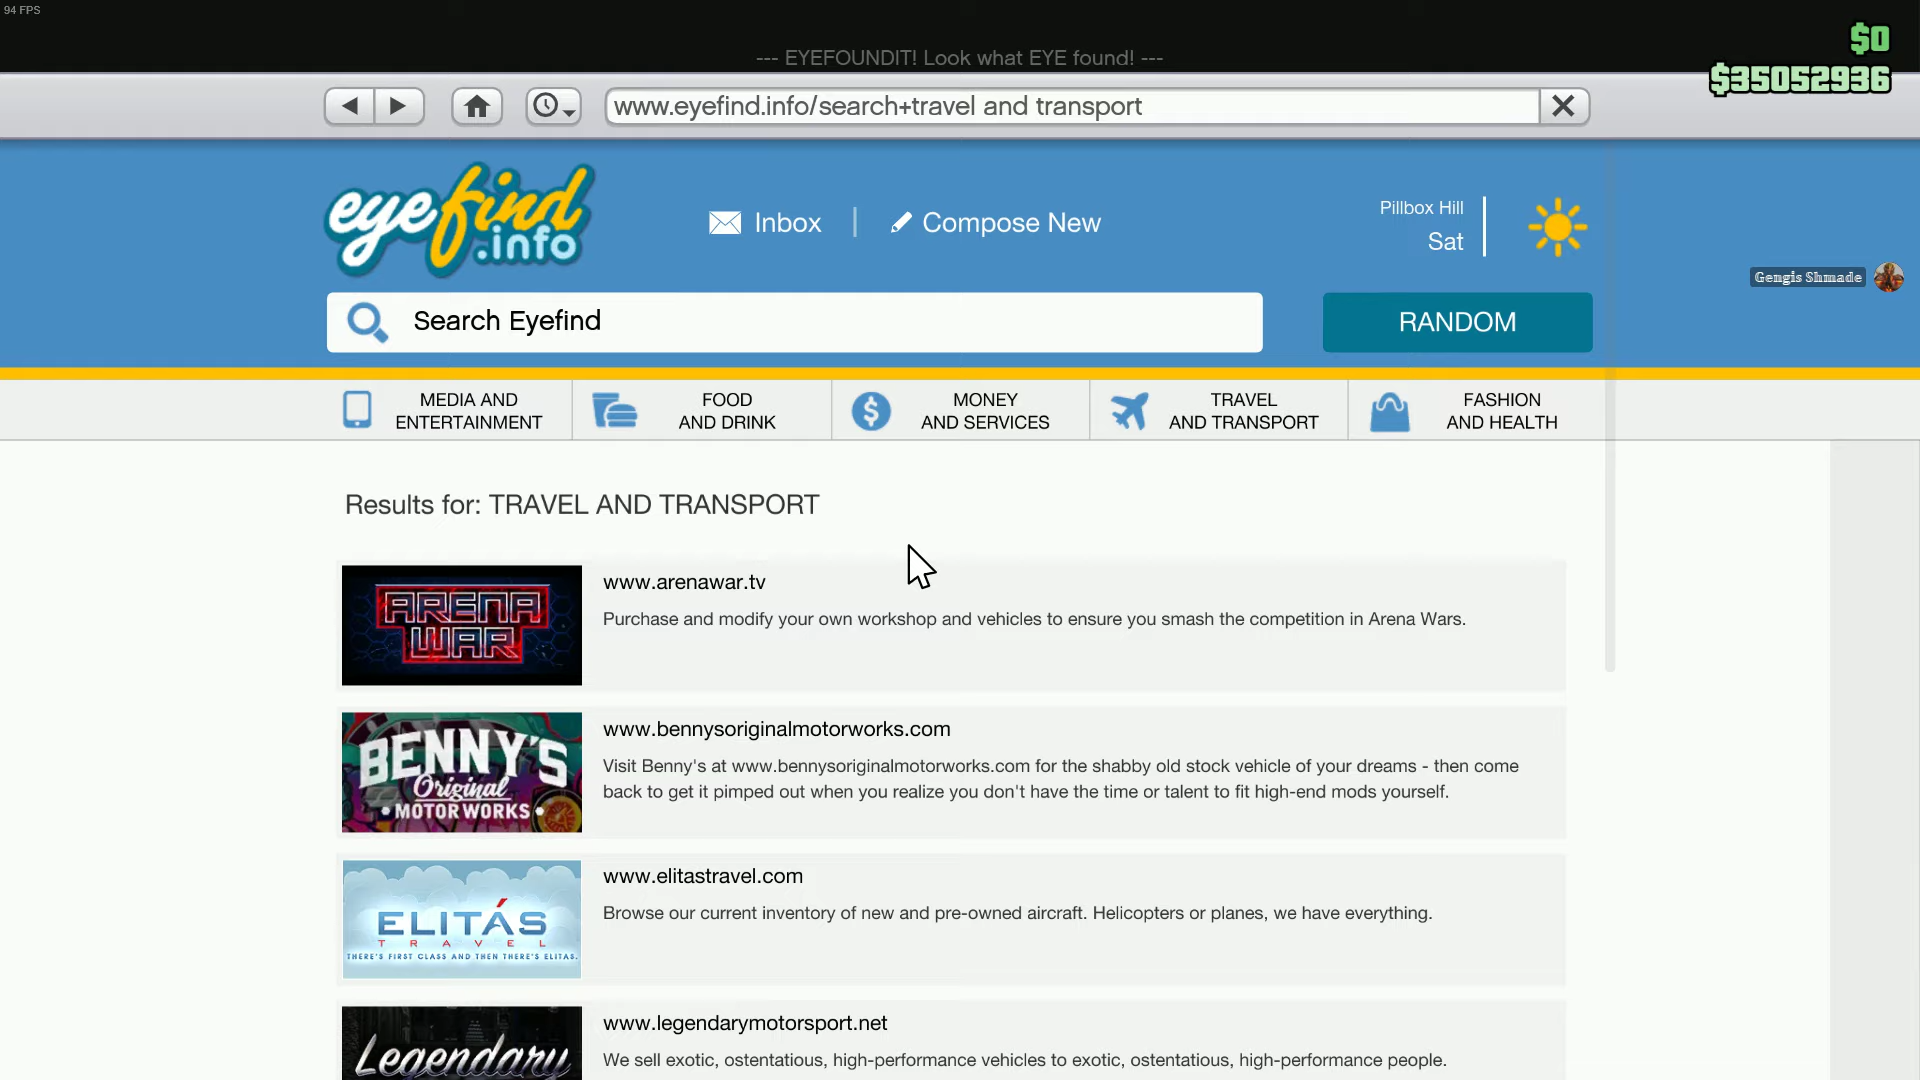 94 FPS
$0
--- EYEFOUNDIT! Look what EYE found! ---
$35052936
www.eyefind.info/search+travel and transport
eyefind
.info
Inbox
Compose New
Pillbox Hill
Sat
Gengis Shmade
Search Eyefind
RANDOM
MEDIA AND
ENTERTAINMENT
FOOD
AND DRINK
MONEY
AND SERVICES
TRAVEL
AND TRANSPORT
FASHION
AND HEALTH
Results for: TRAVEL AND TRANSPORT
ARENA
WAR
www.arenawar.tv
Purchase and modify your own workshop and vehicles to ensure you smash the competition in Arena Wars.
BENNY'S
Original
MOTOR WORKS
www.bennysoriginalmotorworks.com
Visit Benny's at www.bennysoriginalmotorworks.com for the shabby old stock vehicle of your dreams - then come
back to get it pimped out when you realize you don't have the time or talent to fit high-end mods yourself.
ELITÁS
TRAVEL
THERE'S FIRST CLASS AND THEN THERE'S ELITAS.
www.elitastravel.com
Browse our current inventory of new and pre-owned aircraft. Helicopters or planes, we have everything.
Legendary
www.legendarymotorsport.net
We sell exotic, ostentatious, high-performance vehicles to exotic, ostentatious, high-performance people.